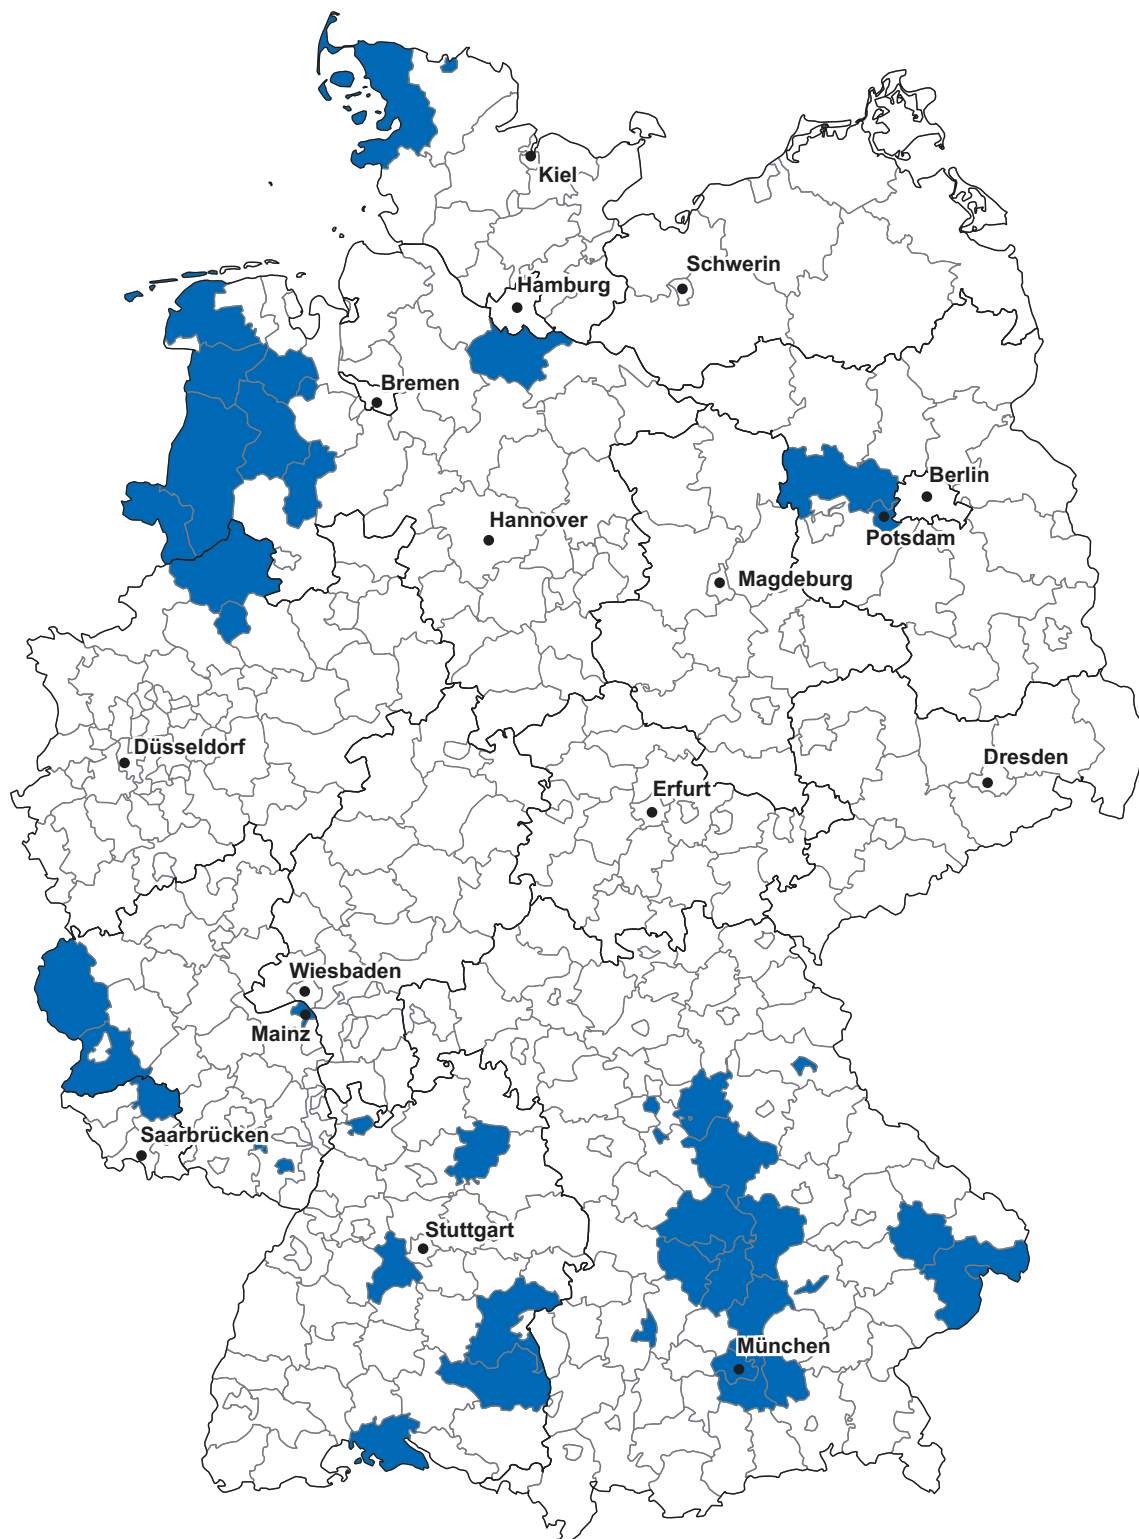 Kiel
Schwerin
Hamburg
Bremen
Berlin
Hannover
Potsdam
Magdeburg
Düsseldorf
Dresden
Erfurt
Wiesbaden
Mainz
Saarbrücken
Stuttgart
München